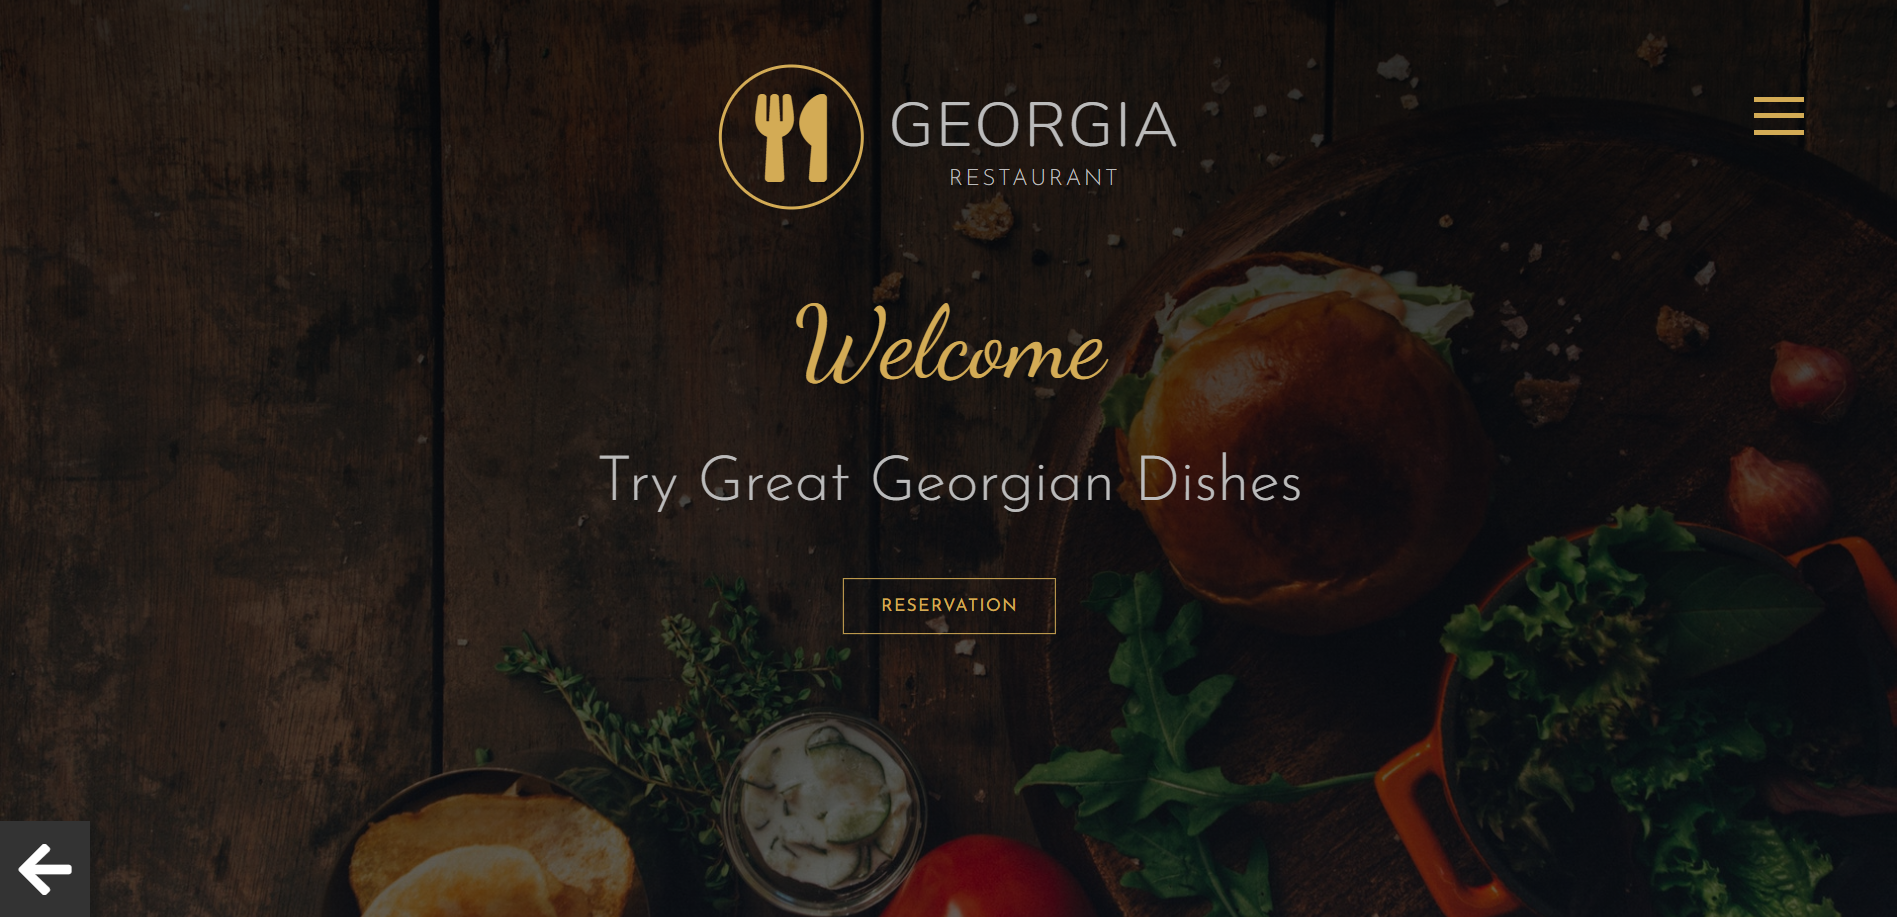 GEORGIA
RESTAURANT
Welcome
Try Great Georgian Dishes
RESERVATION